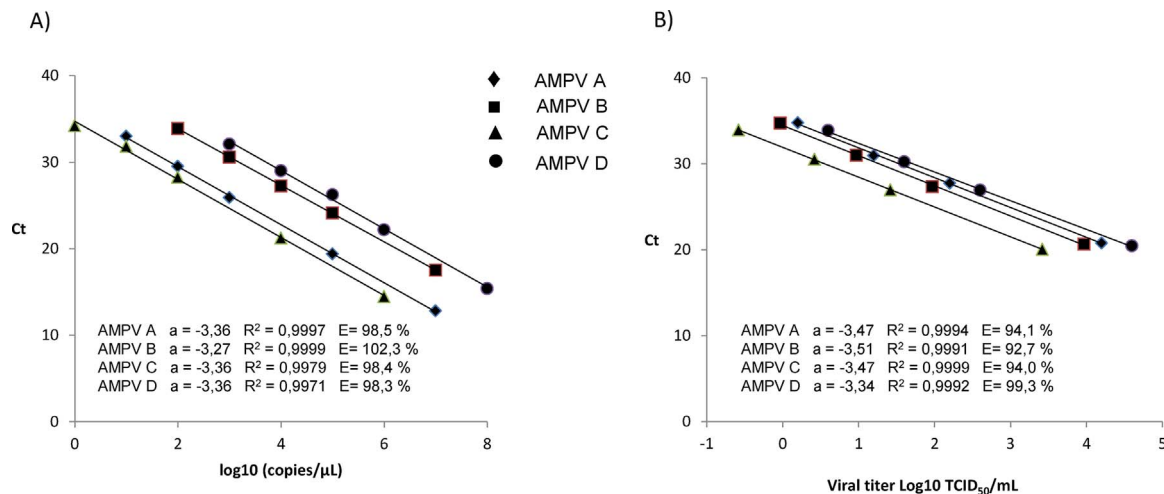 A)
40
30
20
10
0
Ct
0 2 4 6 8
log10 (copies/µL)
AMPV A a = -3,36 R² = 0,9997 E= 98,5 %
AMPV B a = -3,27 R² = 0,9999 E= 102,3 %
AMPV C a = -3,36 R² = 0,9979 E= 98,4 %
AMPV D a = -3,36 R² = 0,9971 E= 98,3 %
AMPV A
AMPV B
AMPV C
AMPV D
B)
40
30
20
10
0
Ct
-1 0 1 2 3 4 5
Viral titer Log10 TCID₅₀/mL
AMPV A a = -3,47 R² = 0,9994 E= 94,1 %
AMPV B a = -3,51 R² = 0,9991 E= 92,7 %
AMPV C a = -3,47 R² = 0,9999 E= 94,0 %
AMPV D a = -3,34 R² = 0,9992 E= 99,3 %